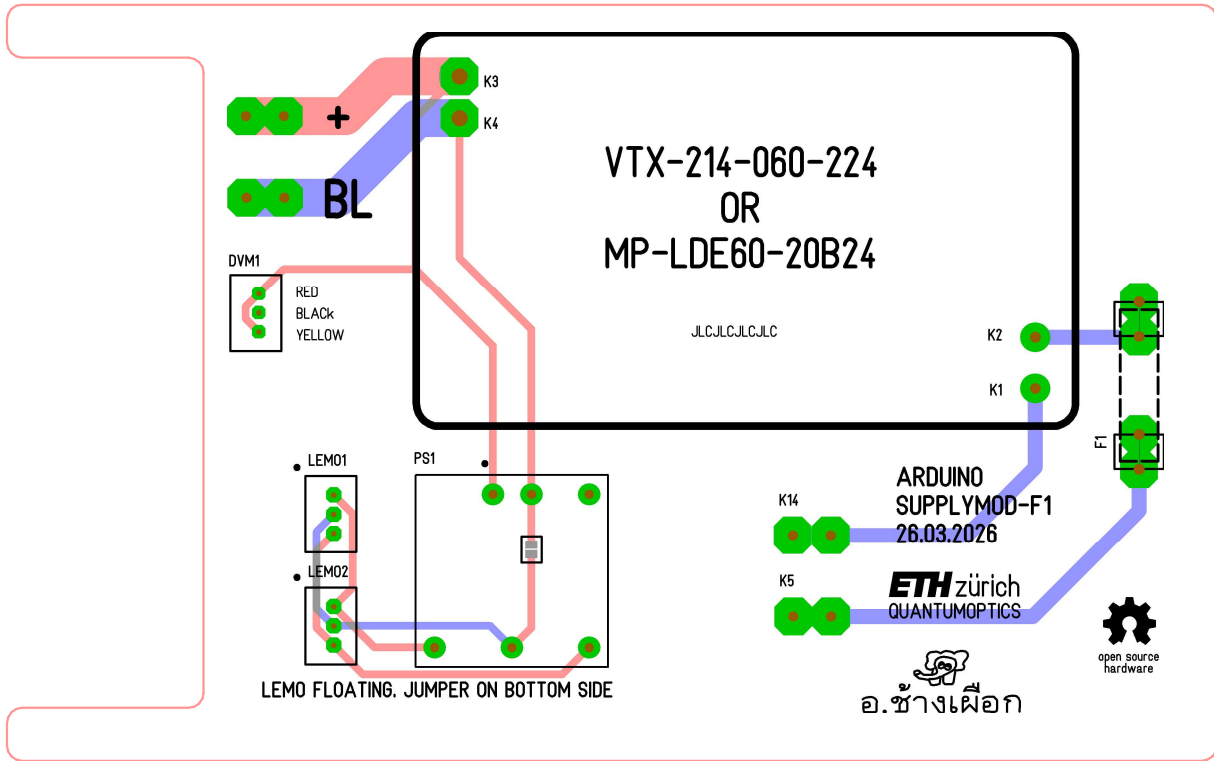 K3
+
K4
BL
VTX-214-060-224
OR
MP-LDE60-20B24
DVM1
RED
BLACk
YELLOW
JLCJLCJLCJLC
K2
K1
F1
LEMO1
PS1
ARDUINO
SUPPLYMOD-F1
26.03.2026
K14
LEMO2
K5
ETH zürich
QUANTUMOPTICS
open source
hardware
LEMO FLOATING. JUMPER ON BOTTOM SIDE
อ.ช้างเผือก